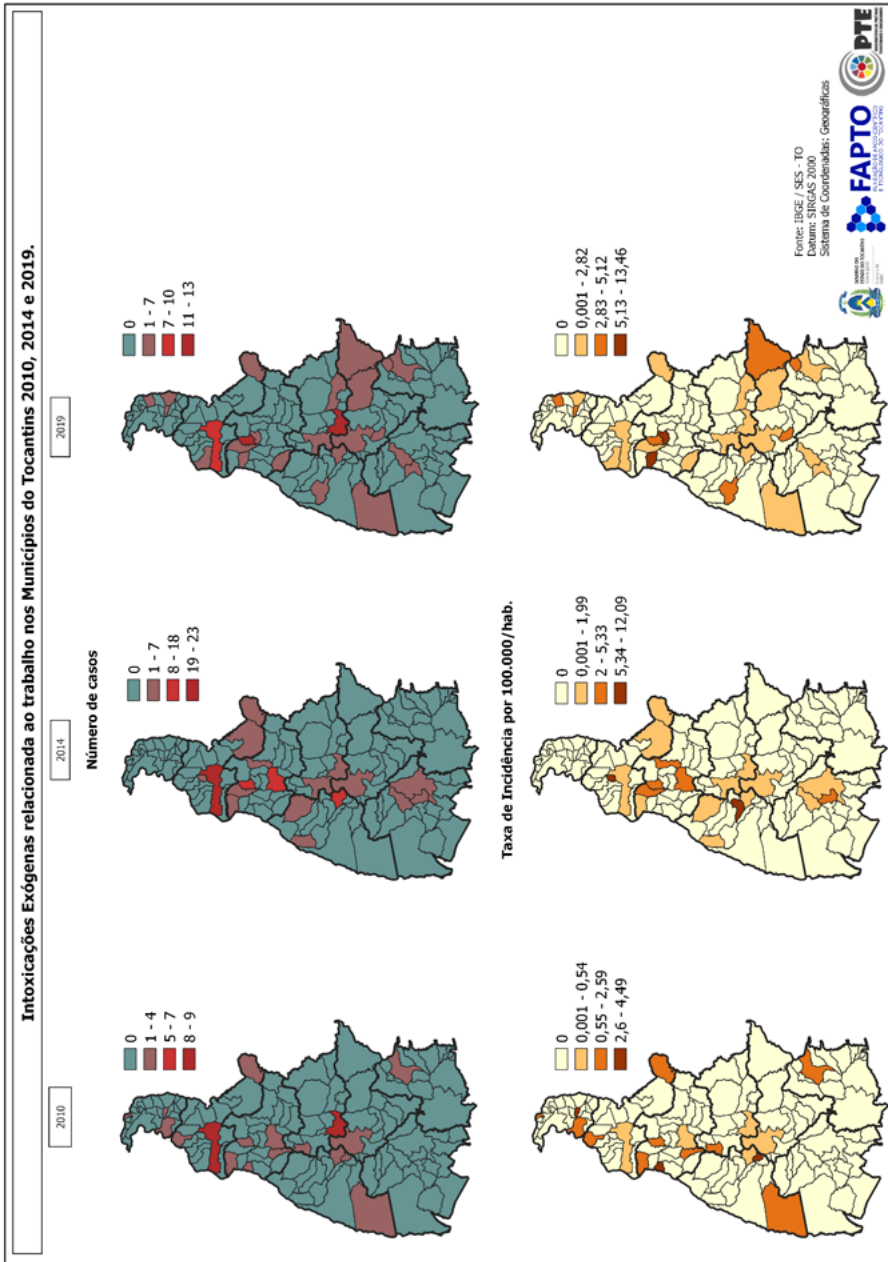 Intoxicações Exógenas relacionada ao trabalho nos Municípios do Tocantins 2010, 2014 e 2019.
2010
2014
2019
Número de casos
0
1 - 4
5 - 7
8 - 9
0
1 - 7
8 - 18
19 - 23
0
1 - 7
7 - 10
11 - 13
Taxa de Incidência por 100.000/hab.
0
0,001 - 0,54
0,55 - 2,59
2,6 - 4,49
0
0,001 - 1,99
2 - 5,33
5,34 - 12,09
0
0,001 - 2,82
2,83 - 5,12
5,13 - 13,46
Fonte: IBGE / SES - TO
Datum: SIRGAS 2000
Sistema de Coordenadas: Geográficas
GOVERNO DO
ESTADO DO TOCANTINS
FAPTO
PTE